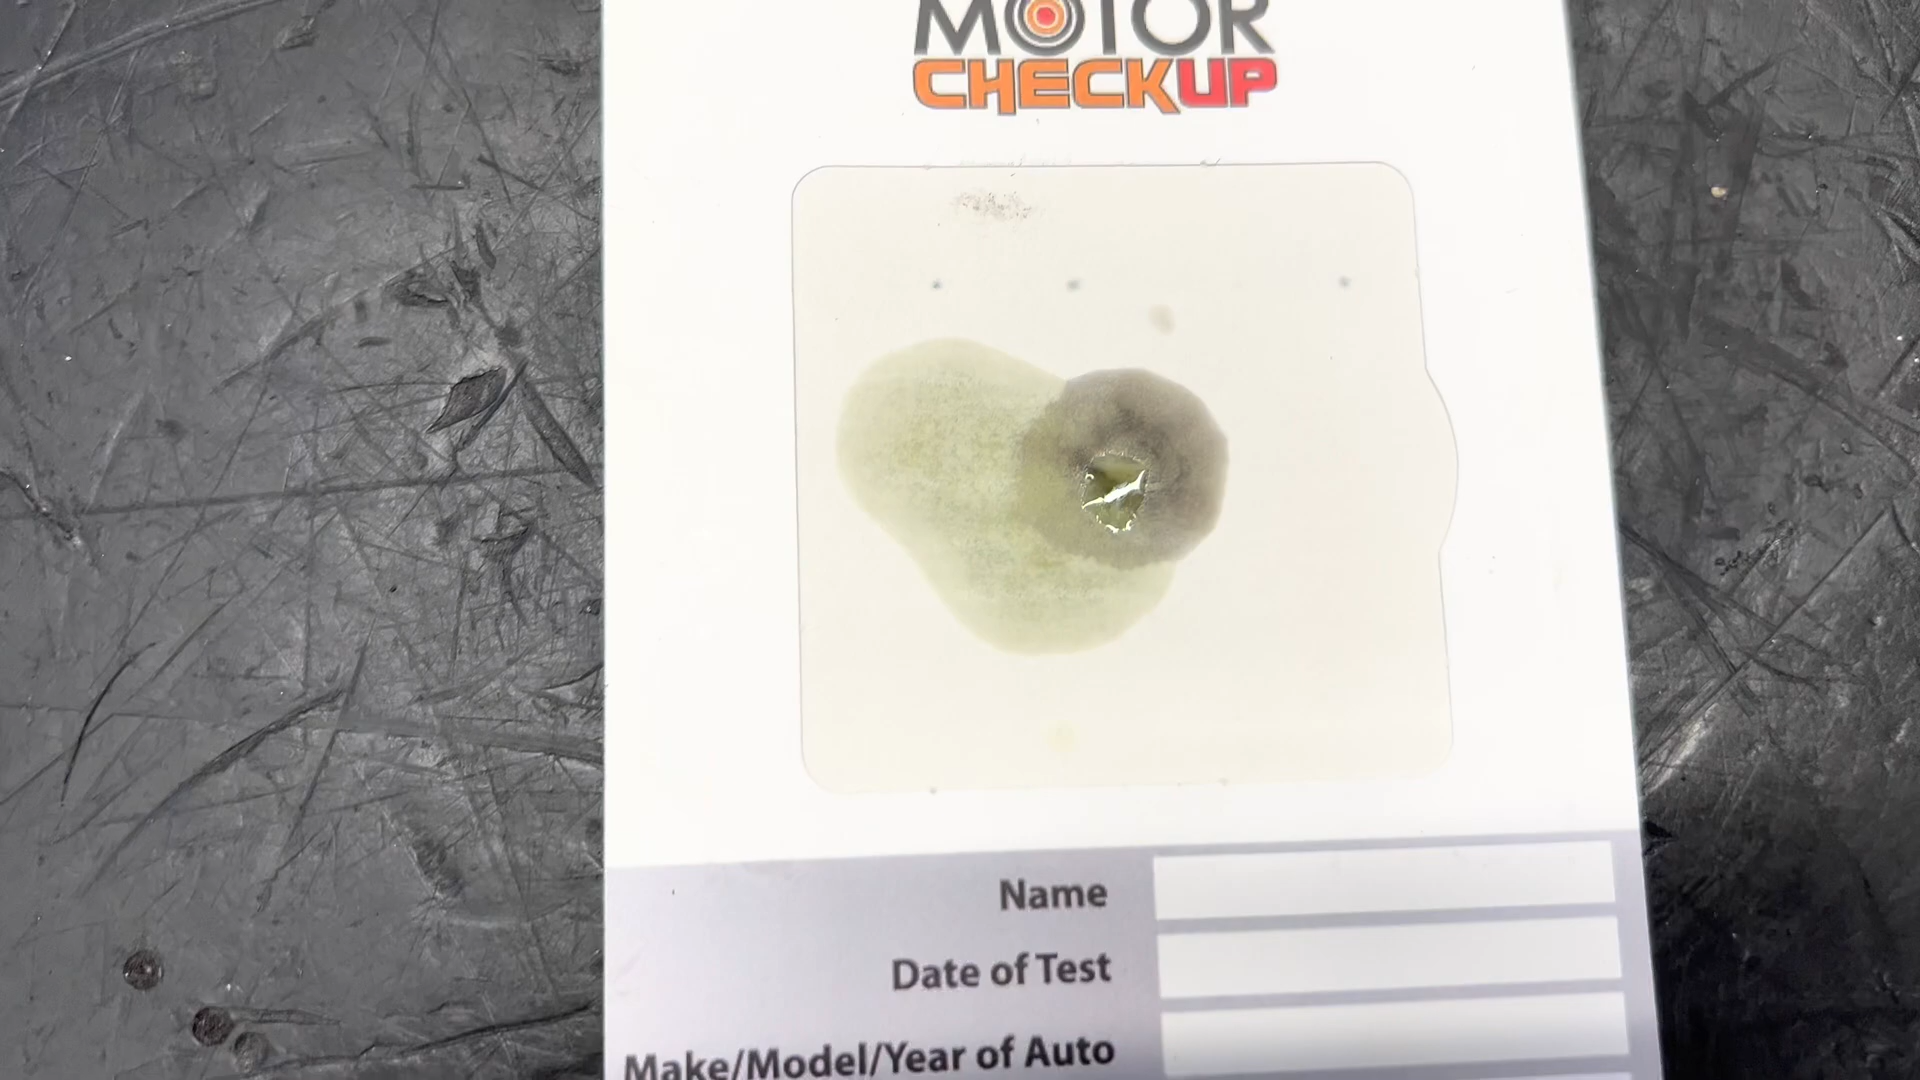 MOTOR
CHECKUP
Name
Date of Test
Make/Model/Year of Auto